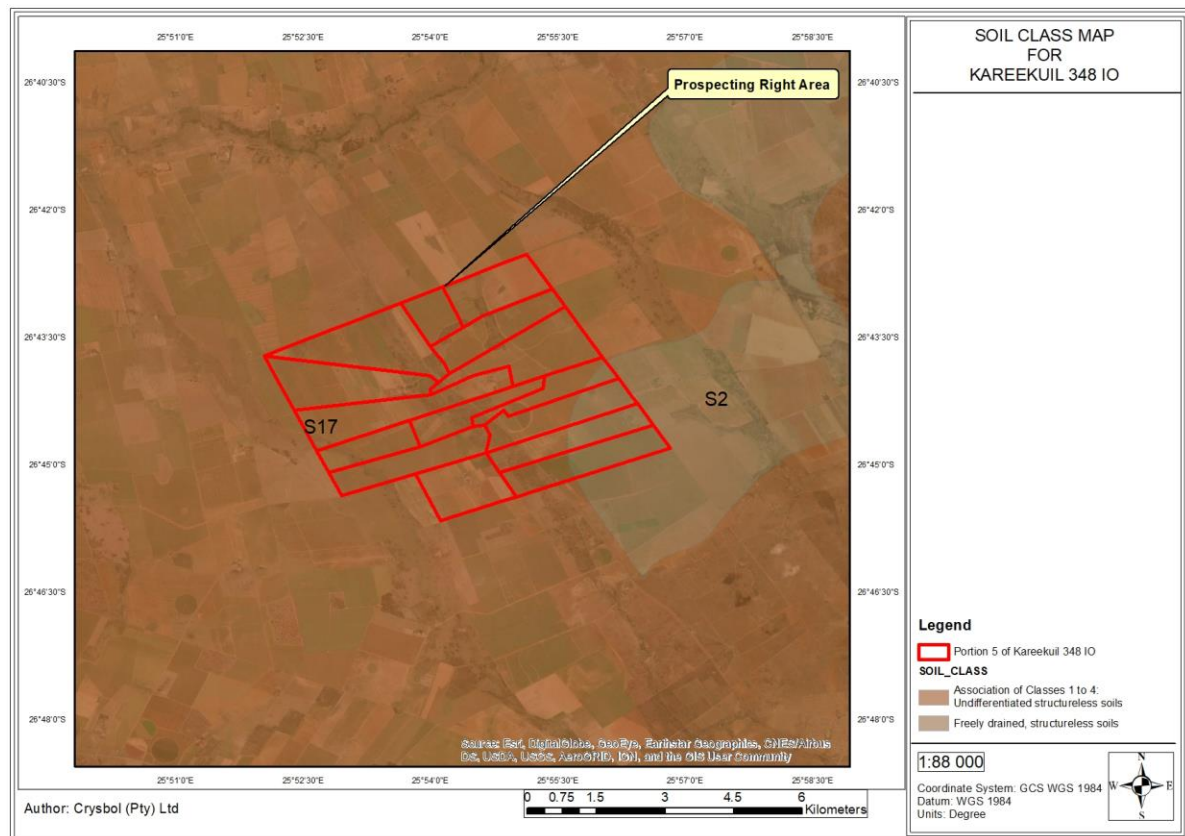 SOIL CLASS MAP
FOR
KAREEKUIL 348 IO
25°51'0"E 25°52'30"E 25°54'0"E 25°55'30"E 25°57'0"E 25°58'30"E
26°40'30"S 26°40'30"S
Prospecting Right Area
26°42'0"S 26°42'0"S
26°43'30"S 26°43'30"S
S2
S17
26°45'0"S 26°45'0"S
26°46'30"S 26°46'30"S
26°48'0"S 26°48'0"S
Source: Esri, DigitalGlobe, GeoEye, Earthstar Geographics, CNES/Airbus
DS, USDA, USGS, AeroGRID, IGN, and the GIS User Community
25°51'0"E 25°52'30"E 25°54'0"E 25°55'30"E 25°57'0"E 25°58'30"E
Legend
Portion 5 of Kareekuil 348 IO
SOIL_CLASS
Association of Classes 1 to 4:
Undifferentiated structureless soils
Freely drained, structureless soils
1:88 000
Coordinate System: GCS WGS 1984
Datum: WGS 1984
Units: Degree
N
W E
S
Author: Crysbol (Pty) Ltd
0 0.75 1.5 3 4.5 6
Kilometers